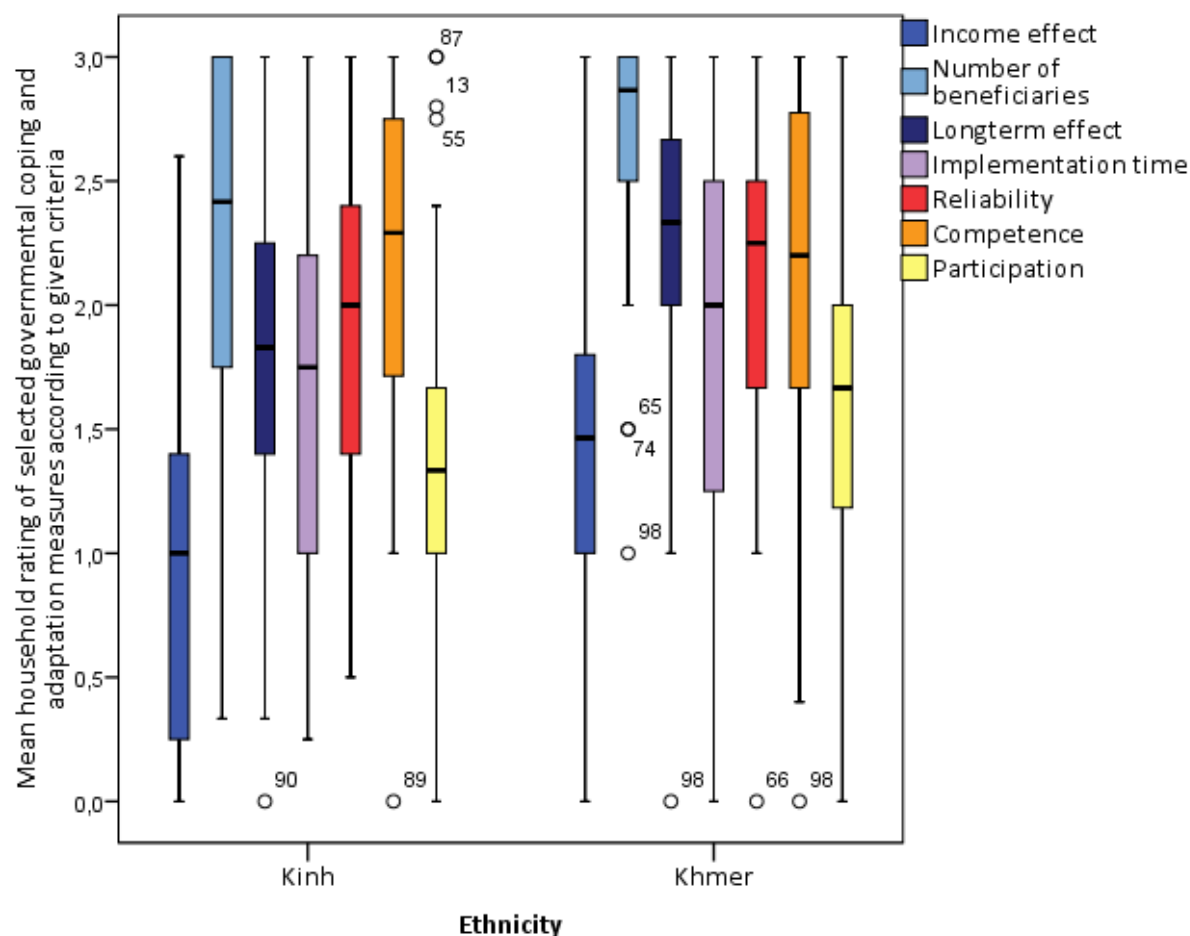 Mean household rating of selected governmental coping and
adaptation measures according to given criteria
3,0
2,5
2,0
1,5
1,0
0,5
0,0
87
13
55
90
89
65
74
98
98
66
98
Kinh
Khmer
Ethnicity
Income effect
Number of
beneficiaries
Longterm effect
Implementation time
Reliability
Competence
Participation